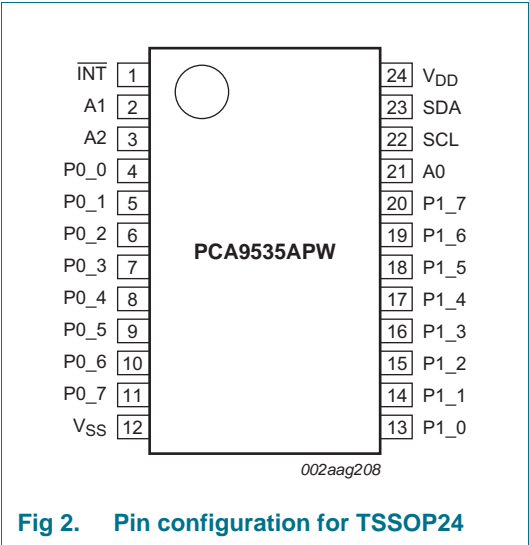 INT 1 24 VDD
A1 2 23 SDA
A2 3 22 SCL
P0_0 4 21 A0
P0_1 5 20 P1_7
P0_2 6 19 P1_6
P0_3 7 PCA9535APW 18 P1_5
P0_4 8 17 P1_4
P0_5 9 16 P1_3
P0_6 10 15 P1_2
P0_7 11 14 P1_1
VSS 12 13 P1_0
002aag208
Fig 2. Pin configuration for TSSOP24